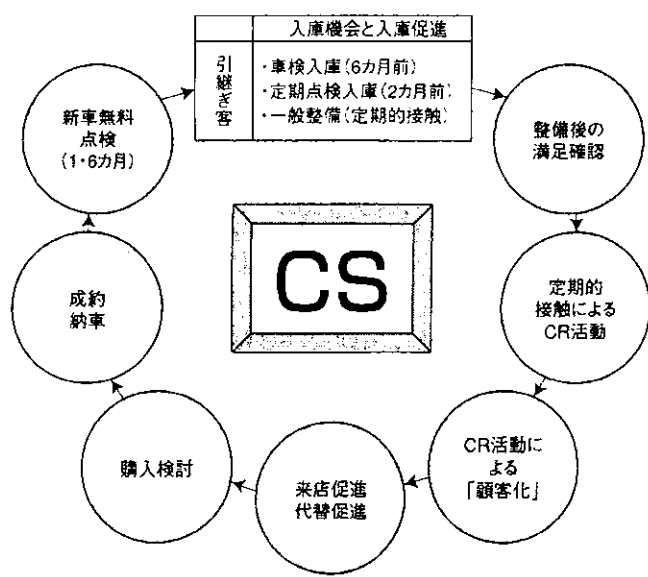 入庫機会と入庫促進
引継ぎ客
・車検入庫(6カ月前)
・定期点検入庫(2カ月前)
・一般整備(定期的接触)
整備後の
満足確認
定期的
接触による
CR活動
CR活動に
よる
「顧客化」
来店促進
代替促進
購入検討
成約
納車
新車無料
点検
(1・6カ月)
CS